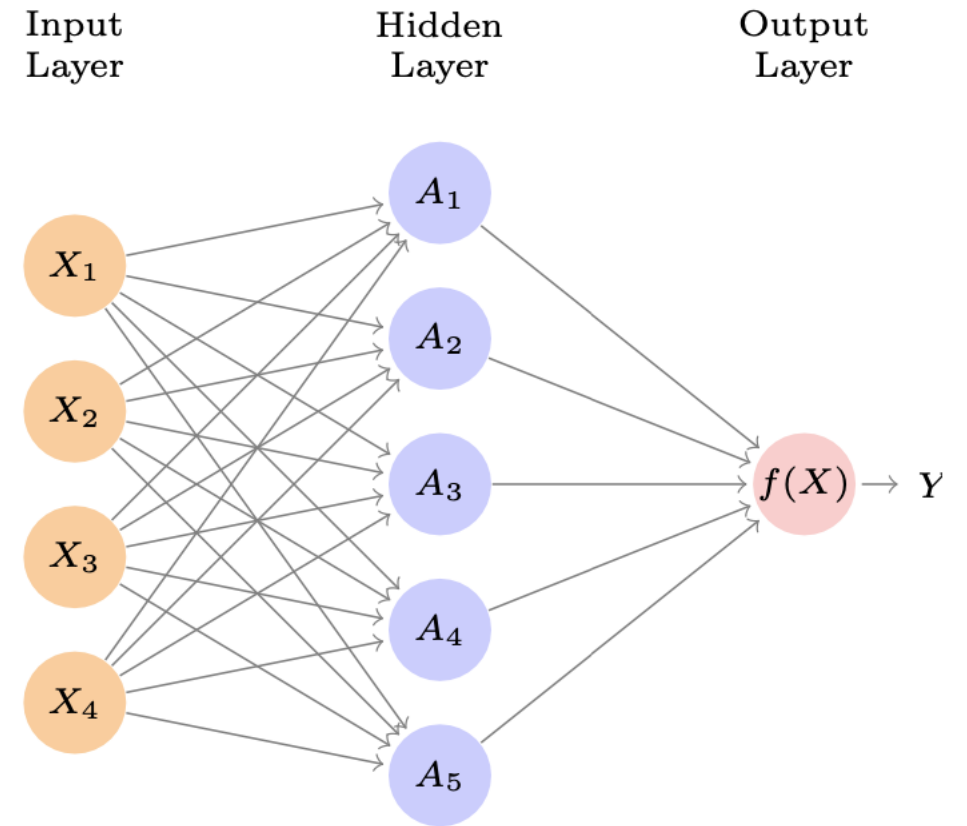 Input
Layer
Hidden
Layer
Output
Layer
X₁
X₂
X₃
X₄
A₁
A₂
A₃
A₄
A₅
f(X)
Y